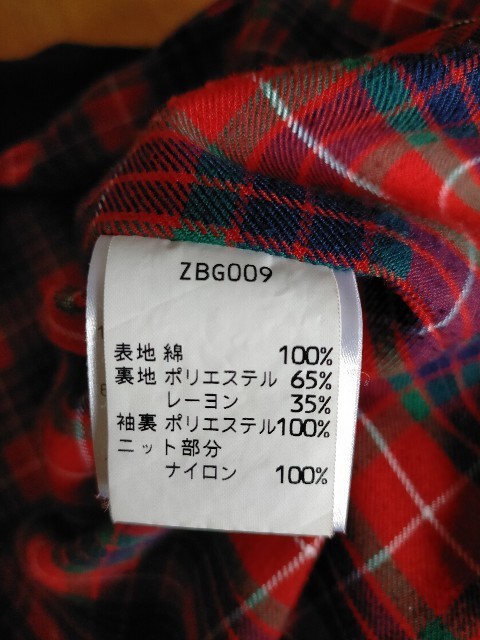 ZBG009
表地 綿 100%
裏地 ポリエステル 65%
レーヨン 35%
袖裏 ポリエステル100%
ニット部分
ナイロン 100%